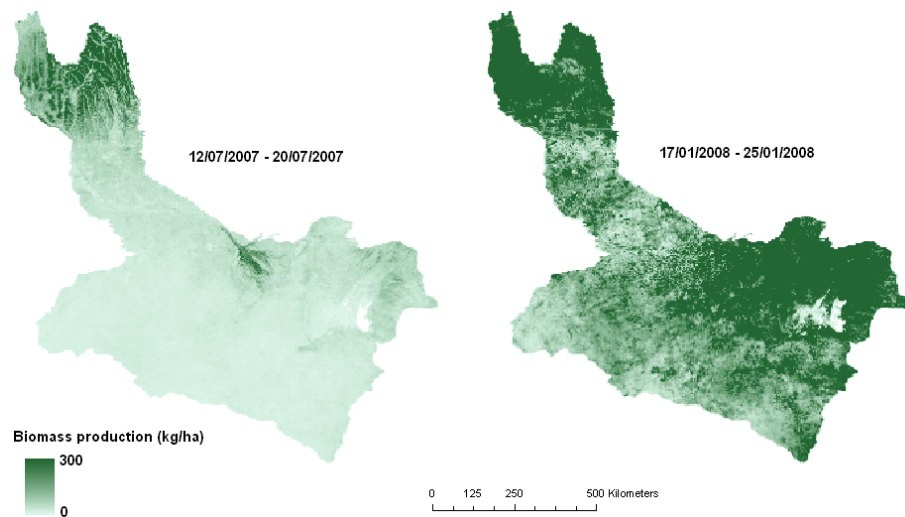 12/07/2007 - 20/07/2007
17/01/2008 - 25/01/2008
Biomass production (kg/ha)
300
0
0 125 250 500 Kilometers